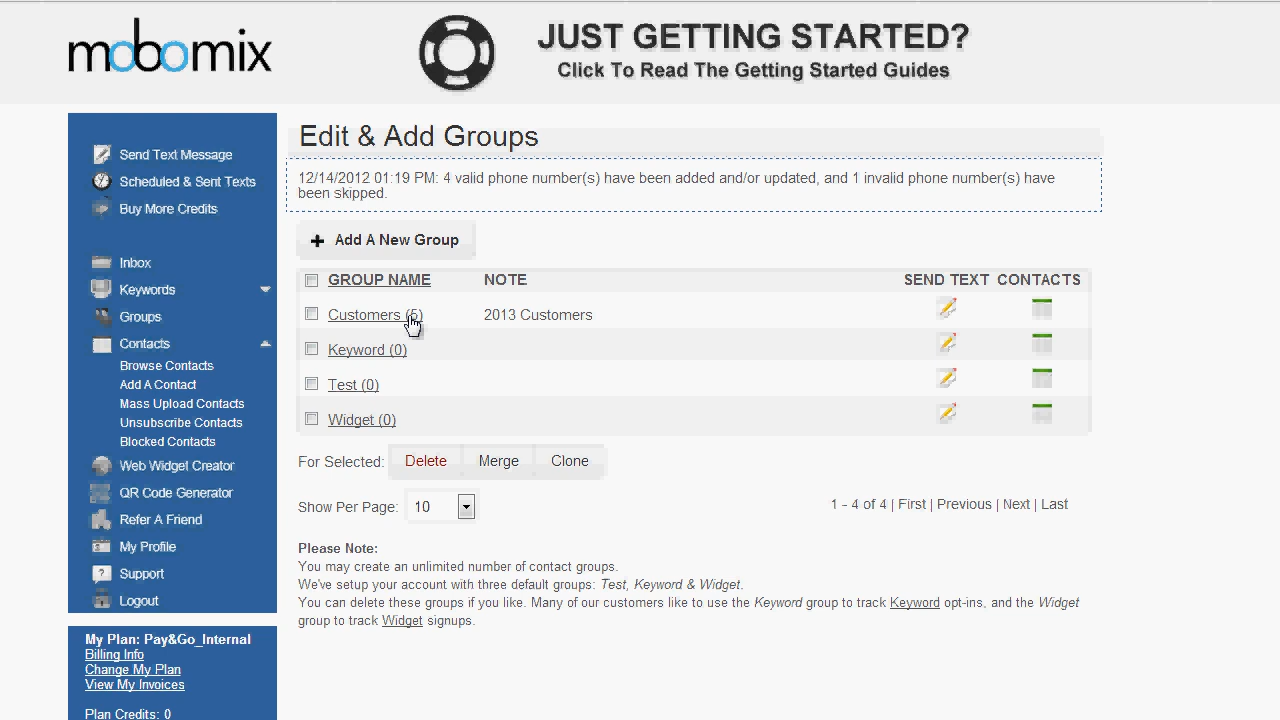 mobomix
JUST GETTING STARTED?
Click To Read The Getting Started Guides
Send Text Message
Scheduled & Sent Texts
Buy More Credits
Inbox
Keywords
Groups
Contacts
Browse Contacts
Add A Contact
Mass Upload Contacts
Unsubscribe Contacts
Blocked Contacts
Web Widget Creator
QR Code Generator
Refer A Friend
My Profile
Support
Logout
My Plan: Pay&Go_Internal
Billing Info
Change My Plan
View My Invoices
Plan Credits: 0
Edit & Add Groups
12/14/2012 01:19 PM: 4 valid phone number(s) have been added and/or updated, and 1 invalid phone number(s) have
been skipped.
Add A New Group
GROUP NAME NOTE SEND TEXT CONTACTS
Customers (5) 2013 Customers
Keyword (0)
Test (0)
Widget (0)
For Selected: Delete Merge Clone
Show Per Page: 10 1 - 4 of 4 | First | Previous | Next | Last
Please Note:
You may create an unlimited number of contact groups.
We've setup your account with three default groups: Test, Keyword & Widget.
You can delete these groups if you like. Many of our customers like to use the Keyword group to track Keyword opt-ins, and the Widget
group to track Widget signups.